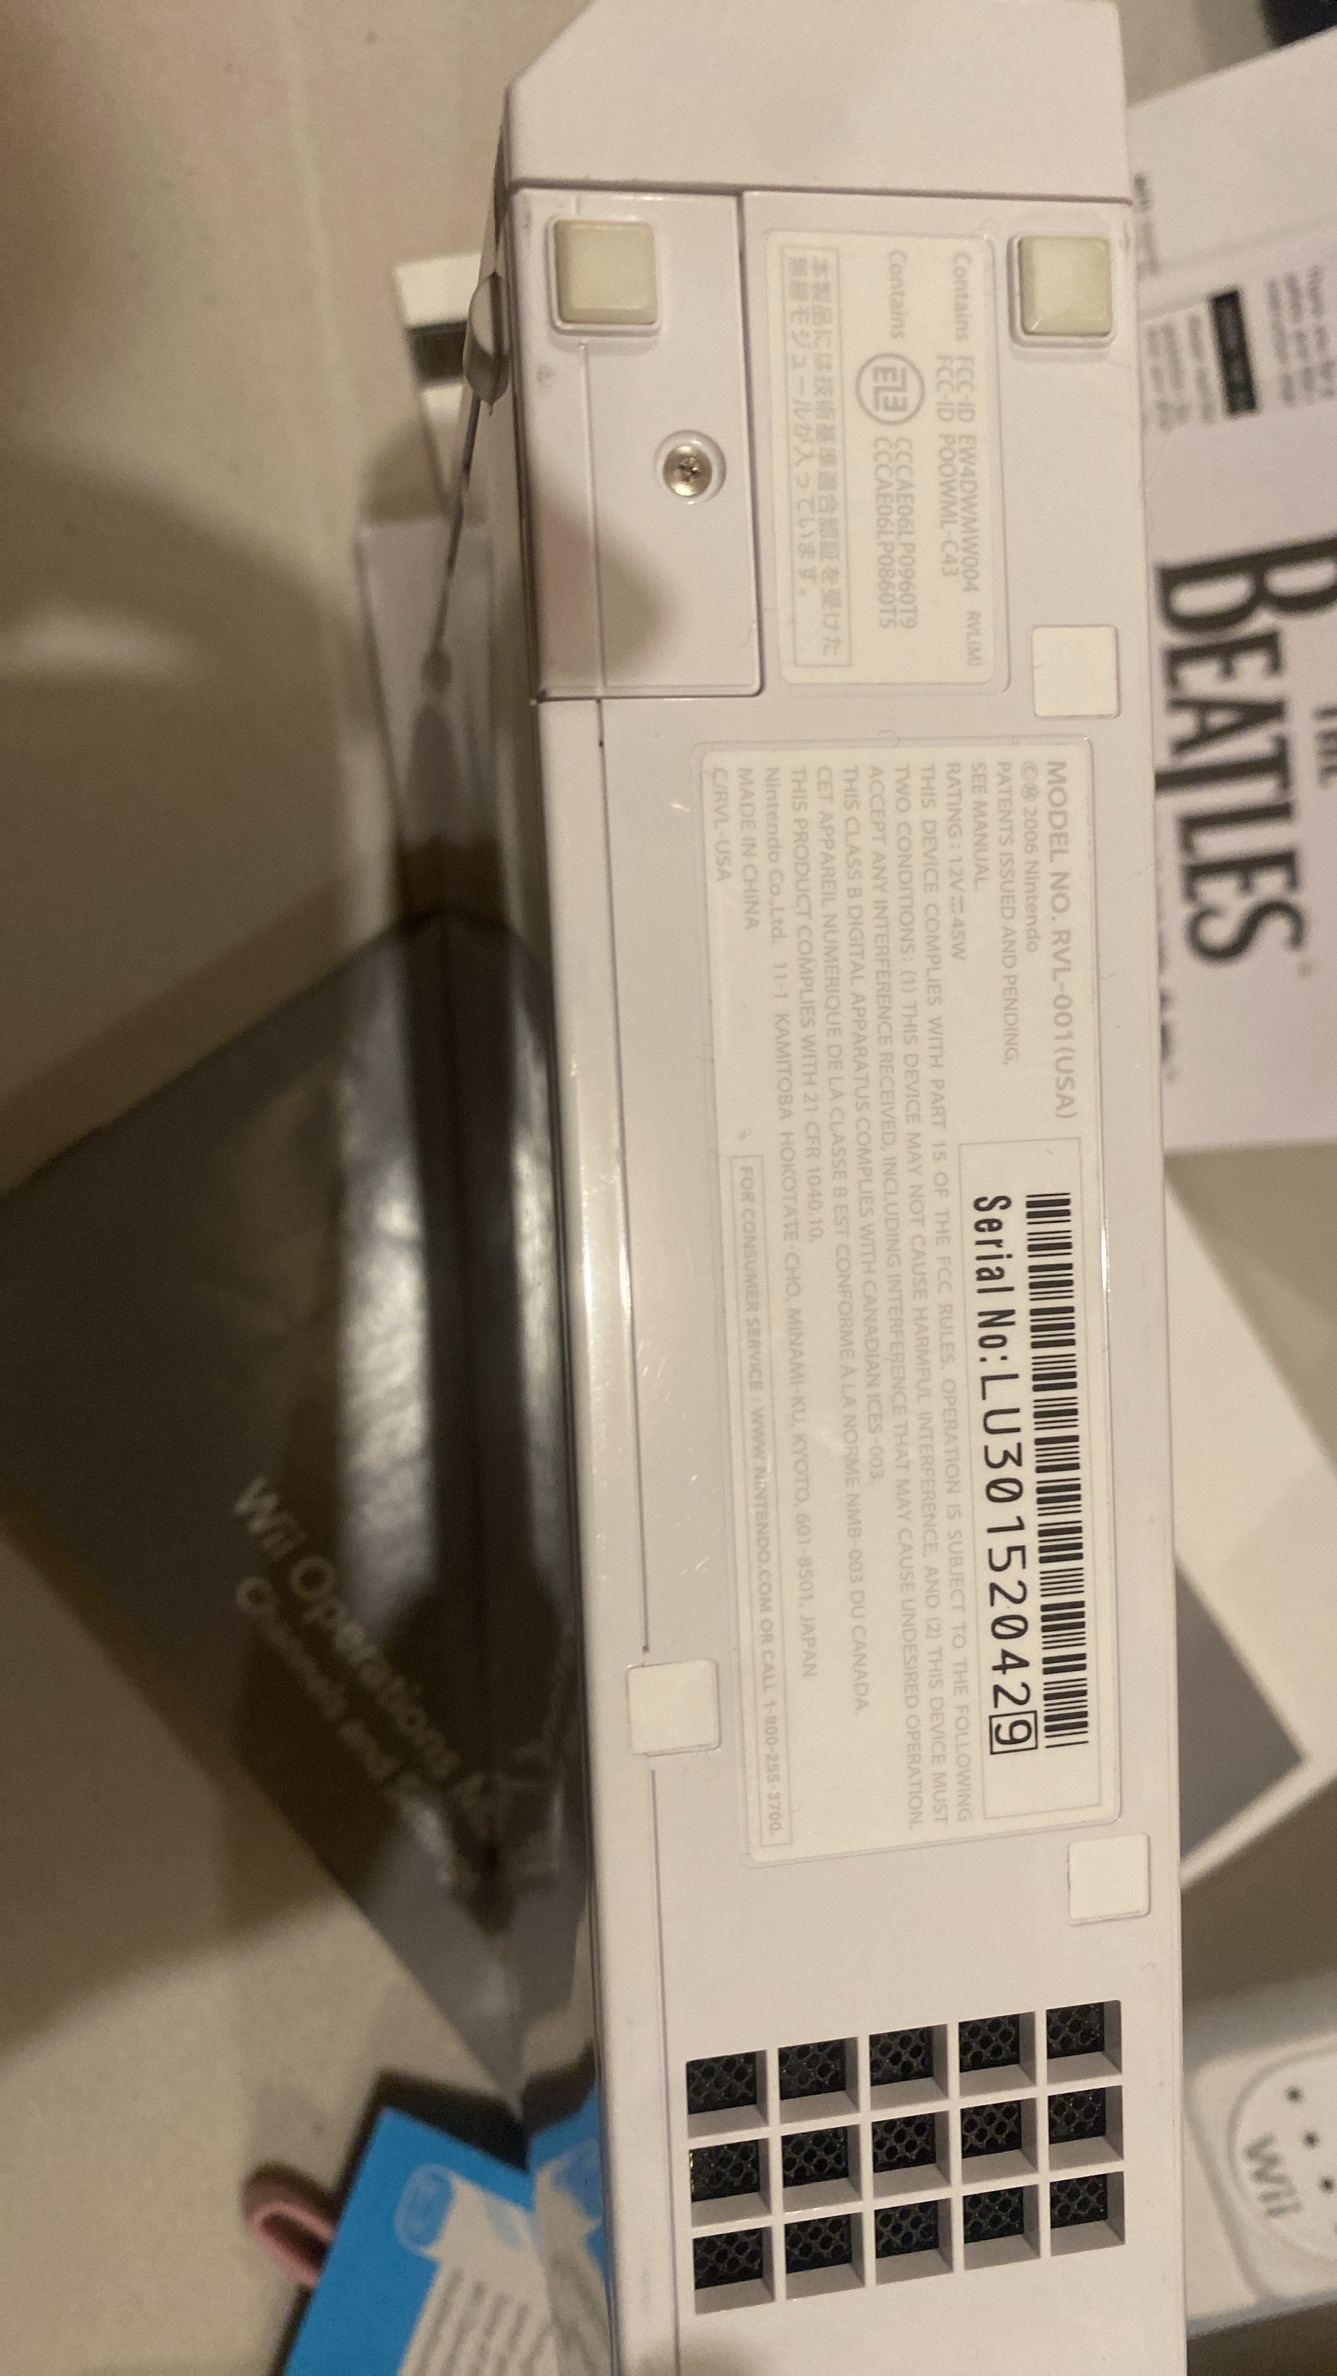 Contains FCC-ID EW4DWMW004 RVL(M)
FCC-ID POOWML-C43
Contains CCCAE06LP0960T9
CCCAE06LP0860T5
本製品には技術基準適合認証を受けた
無線モジュールが入っています。
MODEL NO. RVL-001(USA)
©Ⓜ 2006 Nintendo
PATENTS ISSUED AND PENDING.
SEE MANUAL.
RATING : 12V⎓45W
THIS DEVICE COMPLIES WITH PART 15 OF THE FCC RULES. OPERATION IS SUBJECT TO THE FOLLOWING
TWO CONDITIONS: (1) THIS DEVICE MAY NOT CAUSE HARMFUL INTERFERENCE, AND (2) THIS DEVICE MUST
ACCEPT ANY INTERFERENCE RECEIVED, INCLUDING INTERFERENCE THAT MAY CAUSE UNDESIRED OPERATION.
THIS CLASS B DIGITAL APPARATUS COMPLIES WITH CANADIAN ICES-003.
CET APPAREIL NUMÉRIQUE DE LA CLASSE B EST CONFORME À LA NORME NMB-003 DU CANADA.
THIS PRODUCT COMPLIES WITH 21 CFR 1040.10.
Nintendo Co.,Ltd. 11-1 KAMITOBA HOKOTATE-CHO, MINAMI-KU, KYOTO, 601-8501, JAPAN
MADE IN CHINA
C/RVL-USA
FOR CONSUMER SERVICE : WWW.NINTENDO.COM OR CALL 1-800-255-3700.
Serial No:LU301520429
THE
BEATLES
Wii Operations
Channels and
Wii